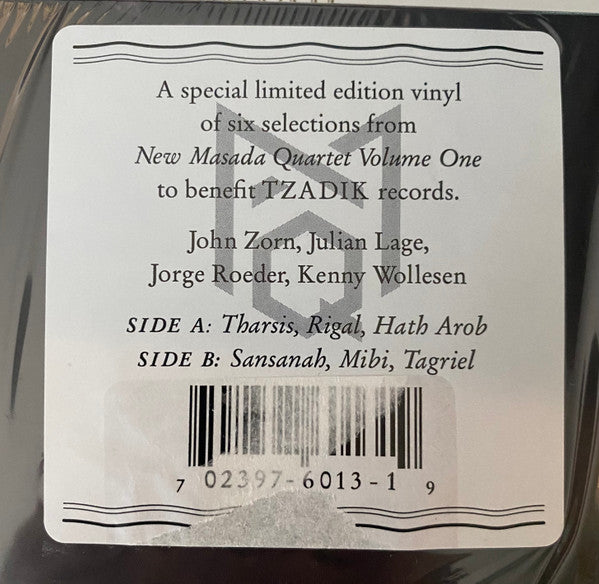 A special limited edition vinyl
of six selections from
New Masada Quartet Volume One
to benefit TZADIK records.
John Zorn, Julian Lage,
Jorge Roeder, Kenny Wollesen
SIDE A: Tharsis, Rigal, Hath Arob
SIDE B: Sansanah, Mibi, Tagriel
7 02397-6013-1 9